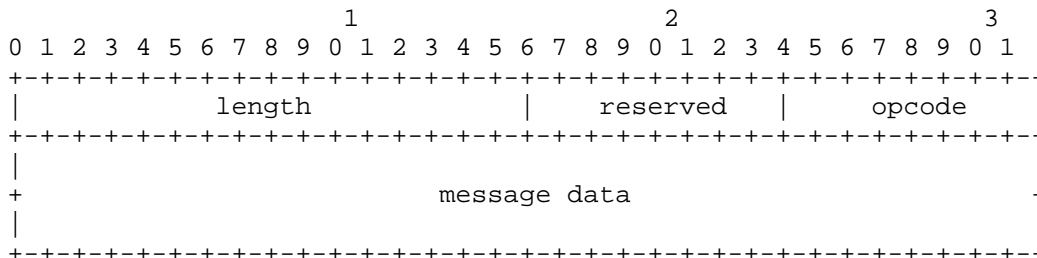 1                   2                   3
0 1 2 3 4 5 6 7 8 9 0 1 2 3 4 5 6 7 8 9 0 1 2 3 4 5 6 7 8 9 0 1
+-+-+-+-+-+-+-+-+-+-+-+-+-+-+-+-+-+-+-+-+-+-+-+-+-+-+-+-+-+-+-+-
|            length             |    reserved   |     opcode
+-+-+-+-+-+-+-+-+-+-+-+-+-+-+-+-+-+-+-+-+-+-+-+-+-+-+-+-+-+-+-+-
|
+                          message data                         -
|
+-+-+-+-+-+-+-+-+-+-+-+-+-+-+-+-+-+-+-+-+-+-+-+-+-+-+-+-+-+-+-+-